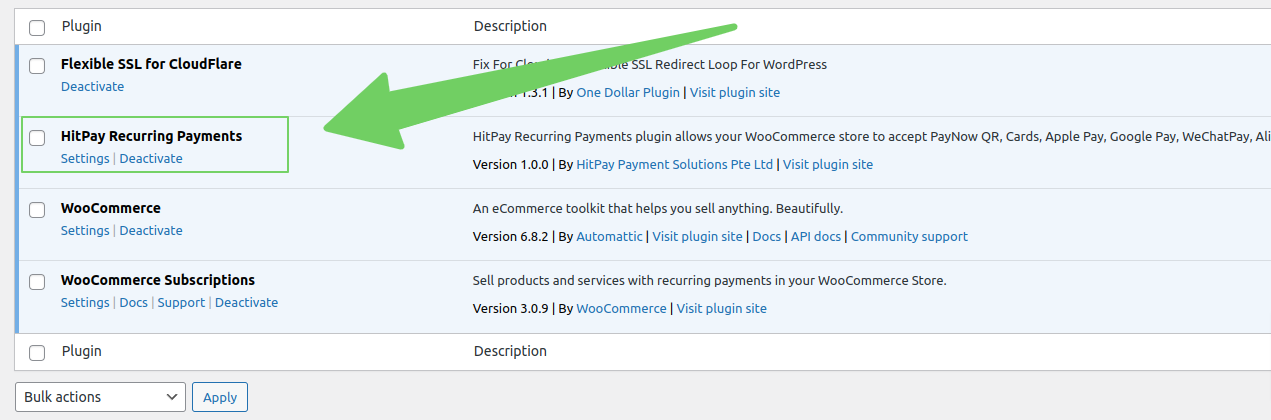 Plugin Description
Flexible SSL for CloudFlare
Fix For Clou ble SSL Redirect Loop For WordPress
Deactivate
1.3.1 | By One Dollar Plugin | Visit plugin site
HitPay Recurring Payments
HitPay Recurring Payments plugin allows your WooCommerce store to accept PayNow QR, Cards, Apple Pay, Google Pay, WeChatPay, Ali
Settings | Deactivate
Version 1.0.0 | By HitPay Payment Solutions Pte Ltd | Visit plugin site
WooCommerce
An eCommerce toolkit that helps you sell anything. Beautifully.
Settings | Deactivate
Version 6.8.2 | By Automattic | Visit plugin site | Docs | API docs | Community support
WooCommerce Subscriptions
Sell products and services with recurring payments in your WooCommerce Store.
Settings | Docs | Support | Deactivate
Version 3.0.9 | By WooCommerce | Visit plugin site
Plugin Description
Bulk actions Apply